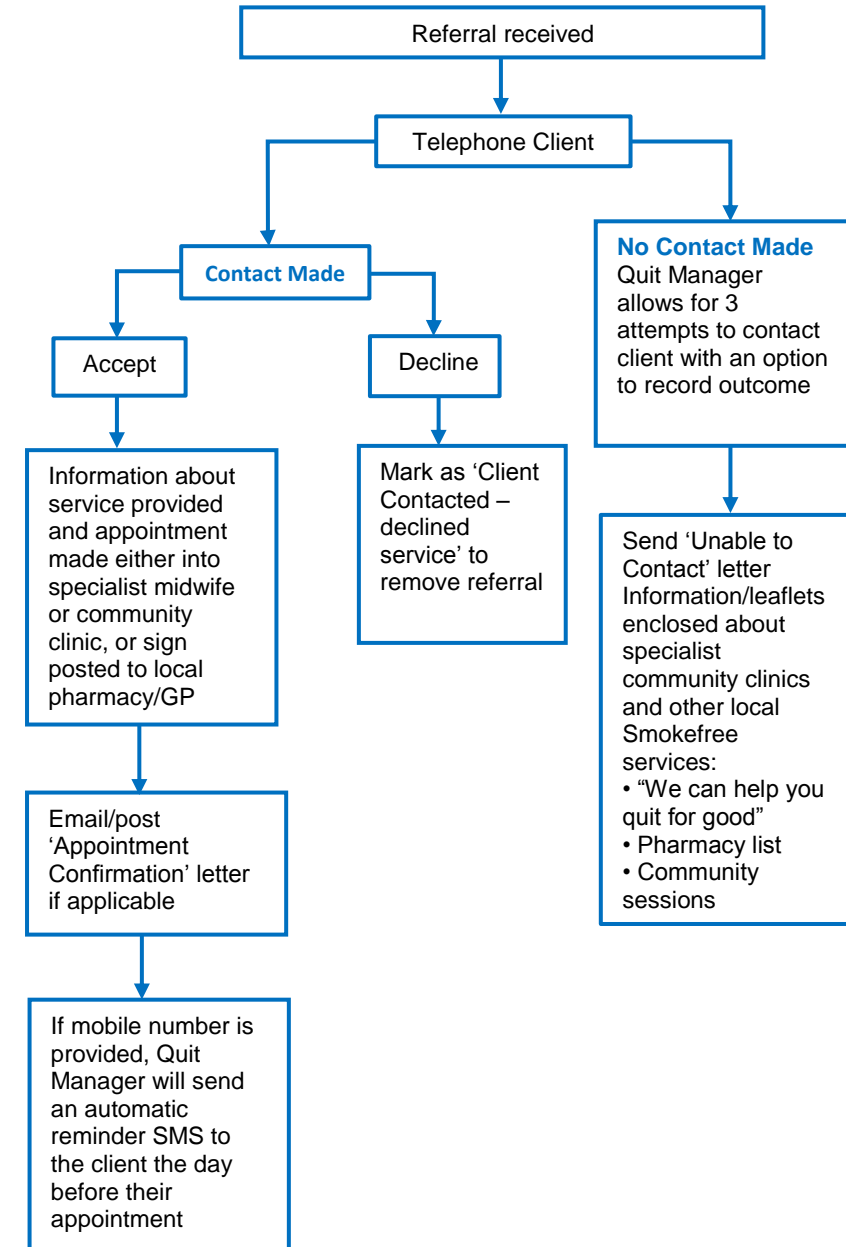 Referral received
Telephone Client
Contact Made
No Contact Made
Quit Manager
allows for 3
attempts to contact
client with an option
to record outcome
Accept
Decline
Information about
service provided
and appointment
made either into
specialist midwife
or community
clinic, or sign
posted to local
pharmacy/GP
Mark as ‘Client
Contacted –
declined
service’ to
remove referral
Send ‘Unable to
Contact’ letter
Information/leaflets
enclosed about
specialist
community clinics
and other local
Smokefree
services:
• “We can help you
quit for good”
• Pharmacy list
• Community
sessions
Email/post
‘Appointment
Confirmation’ letter
if applicable
If mobile number is
provided, Quit
Manager will send
an automatic
reminder SMS to
the client the day
before their
appointment